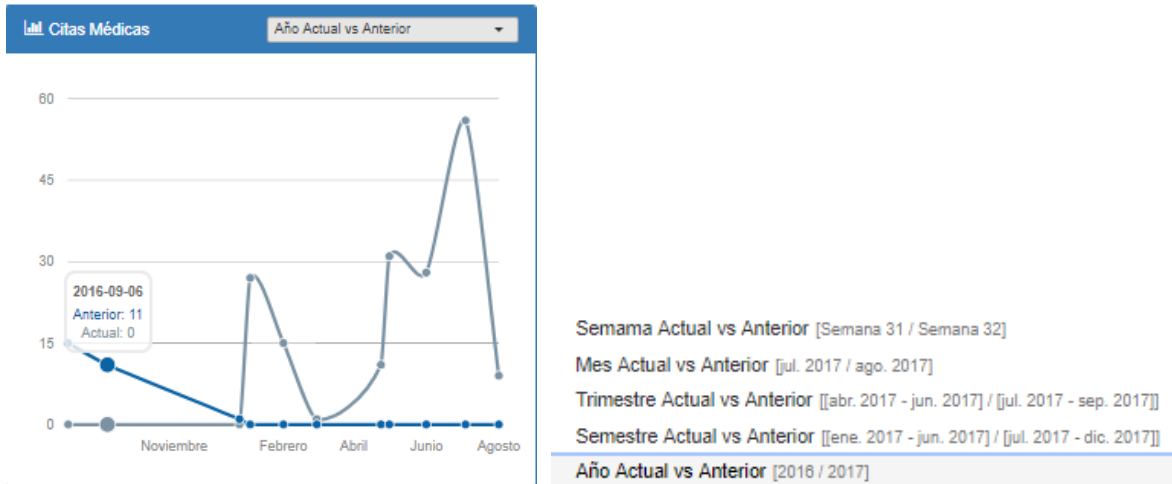 Citas Médicas
Año Actual vs Anterior
60
45
30
15
0
2016-09-06
Anterior: 11
Actual: 0
Noviembre Febrero Abril Junio Agosto
Semama Actual vs Anterior [Semana 31 / Semana 32]
Mes Actual vs Anterior [jul. 2017 / ago. 2017]
Trimestre Actual vs Anterior [[abr. 2017 - jun. 2017] / [jul. 2017 - sep. 2017]]
Semestre Actual vs Anterior [[ene. 2017 - jun. 2017] / [jul. 2017 - dic. 2017]]
Año Actual vs Anterior [2016 / 2017]